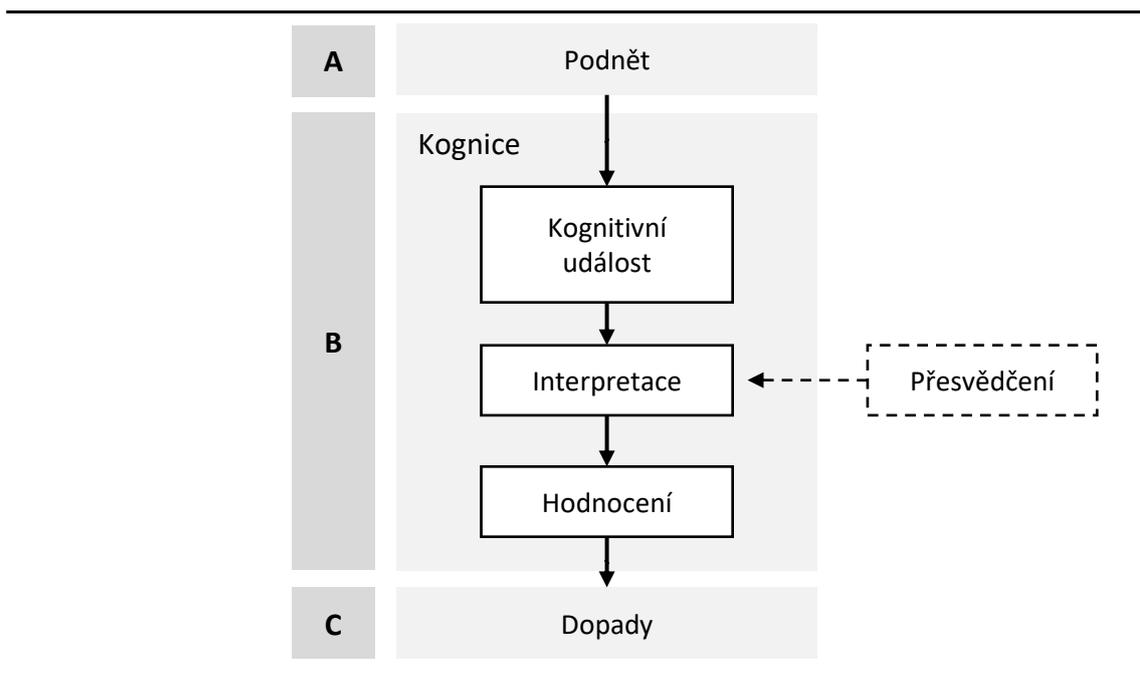 A
Podnět
B
Kognice
Kognitivní
událost
Interpretace
Přesvědčení
Hodnocení
C
Dopady